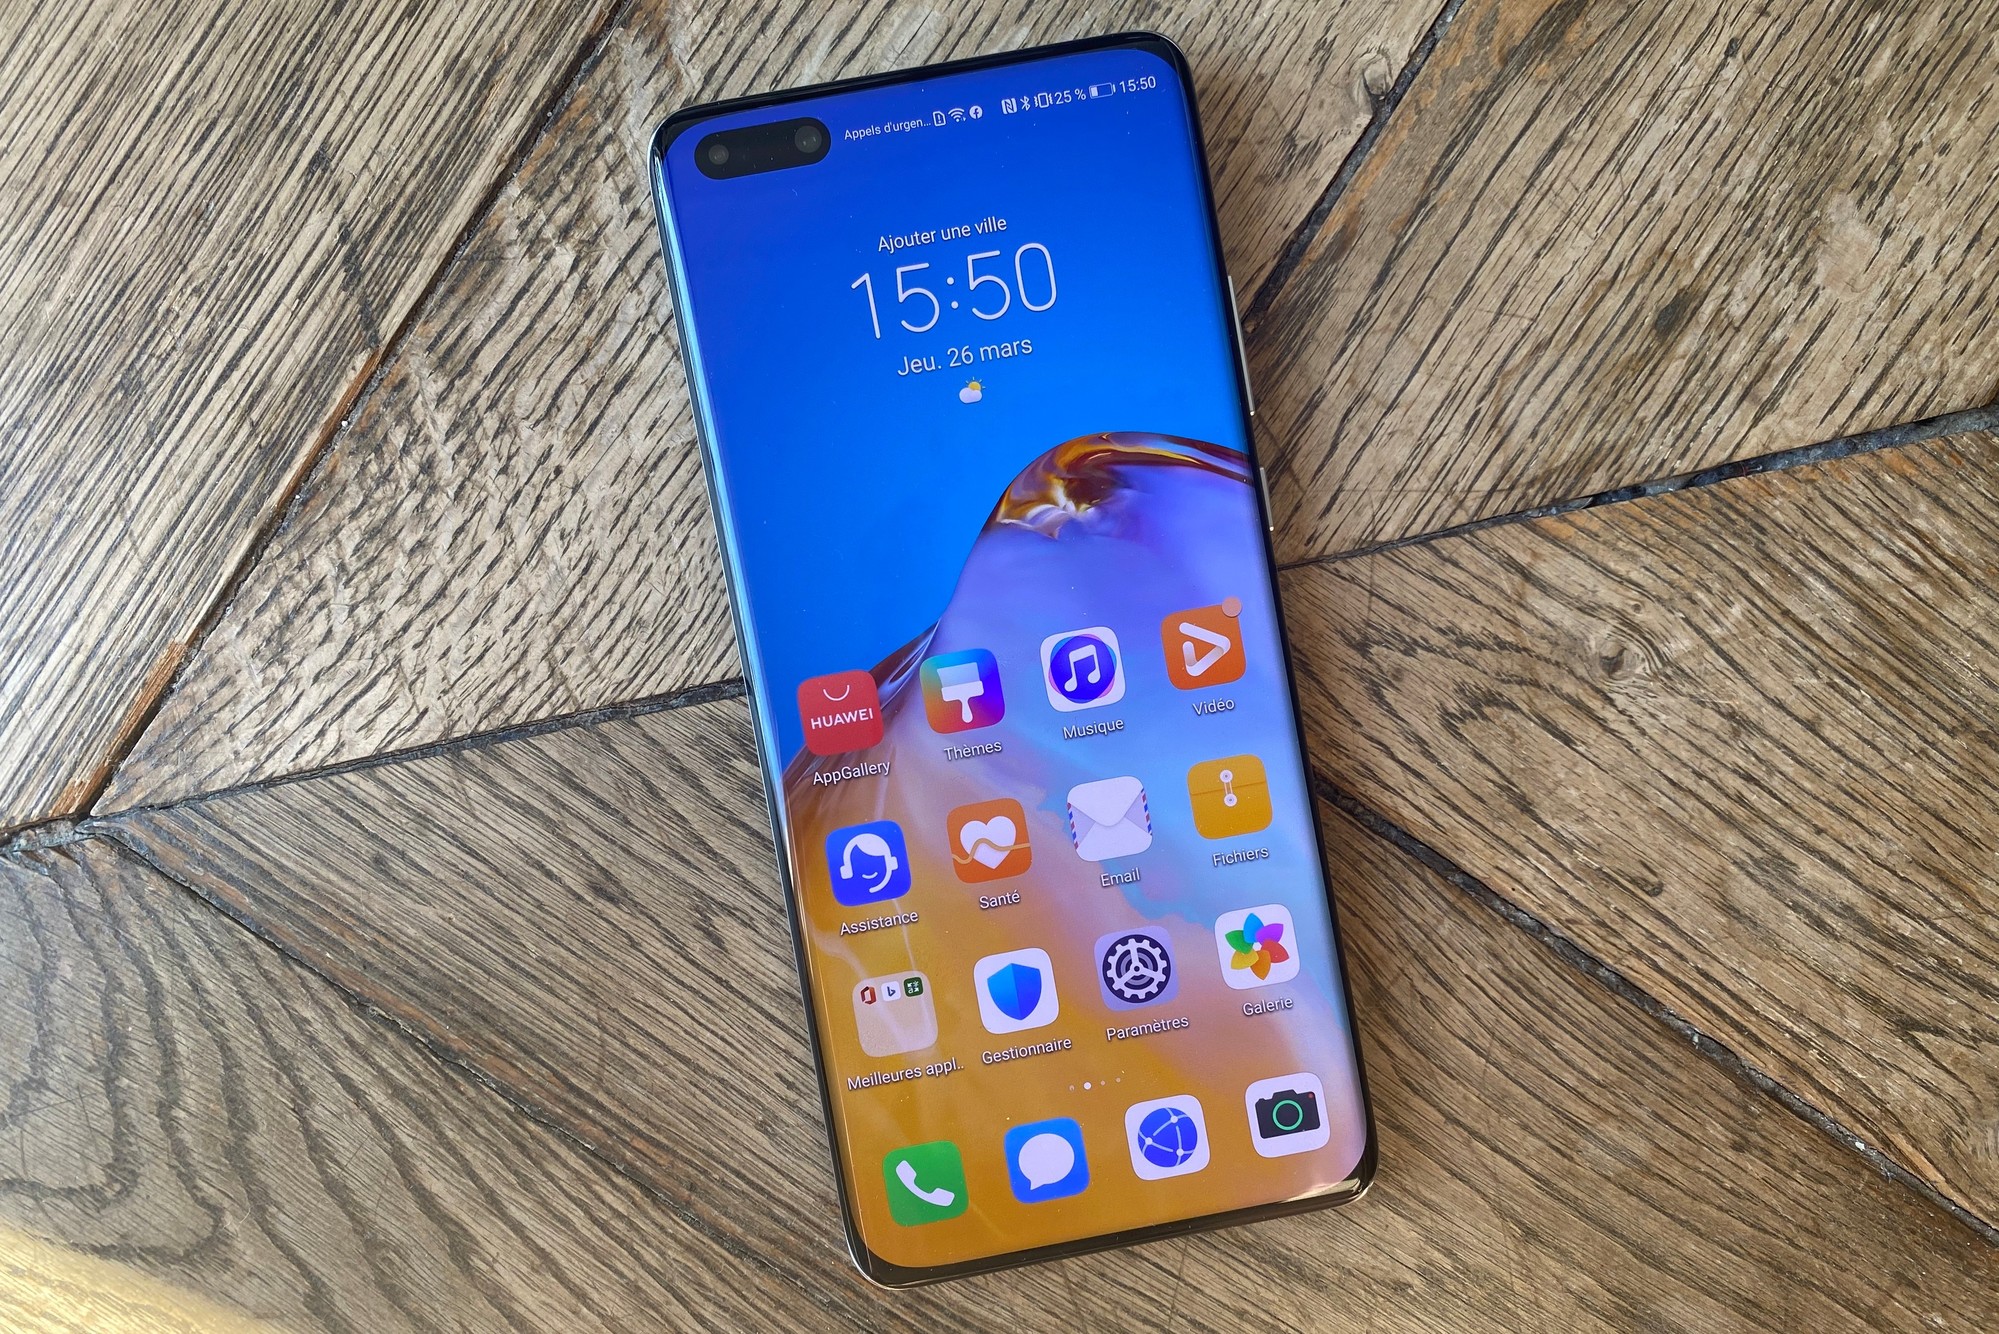 Appels d'urgen... 25 % 15:50
Ajouter une ville
15:50
Jeu. 26 mars
HUAWEI
AppGallery Thèmes Musique Vidéo
Assistance Santé Email Fichiers
Meilleures appl.. Gestionnaire Paramètres Galerie